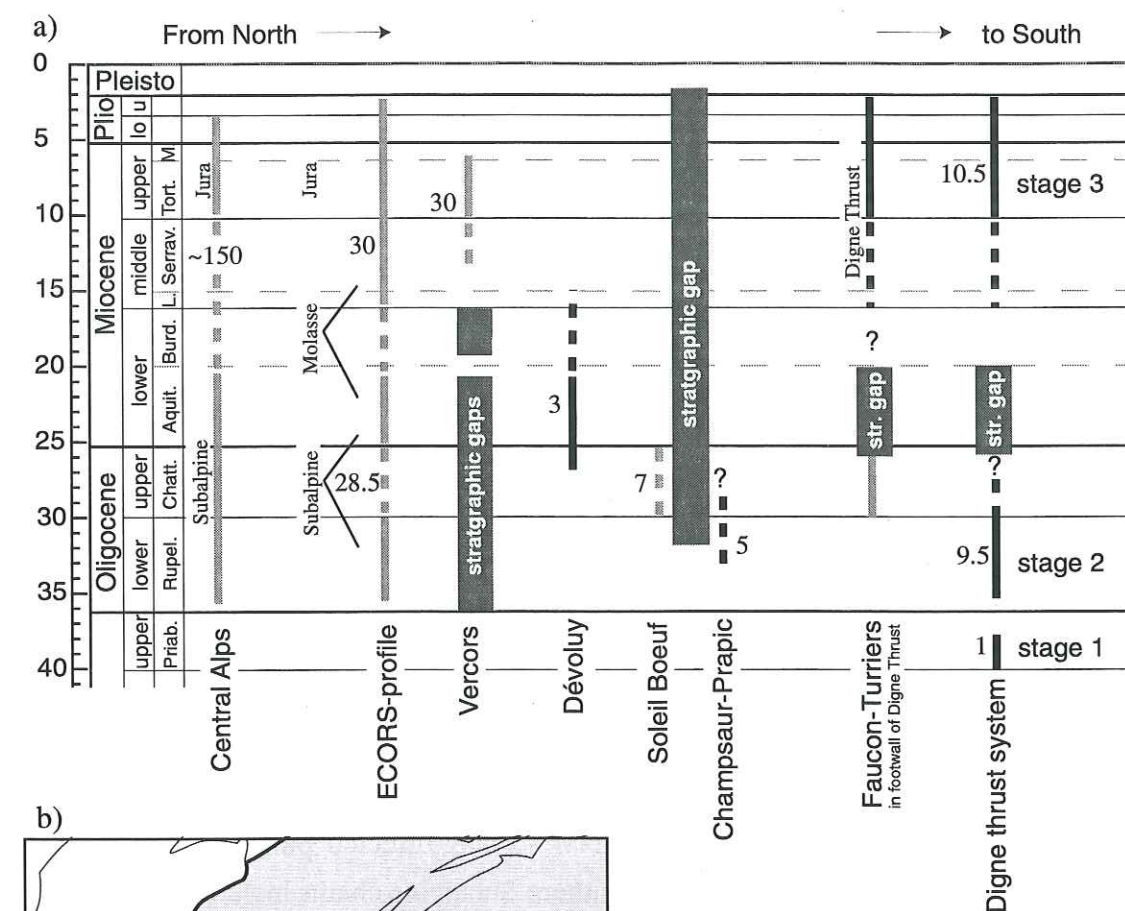 a)
From North
to South
0
5
10
15
20
25
30
35
40
Pleisto
Plio
u
lo
Miocene
upper
middle
lower
M
Tort.
Serrav.
L.
Burd.
Aquit.
Oligocene
upper
lower
Chatt.
Rupel.
upper
Priab.
Jura
~150
Subalpine
Central Alps
Jura
30
Molasse
Subalpine
28.5
ECORS-profile
30
stratgraphic gaps
Vercors
3
Dévoluy
7
Soleil Boeuf
stratgraphic gap
?
5
Champsaur-Prapic
Digne Thrust
?
str. gap
Faucon-Turriers
in footwall of Digne Thrust
10.5
stage 3
str. gap
?
9.5
stage 2
1
stage 1
Digne thrust system
b)